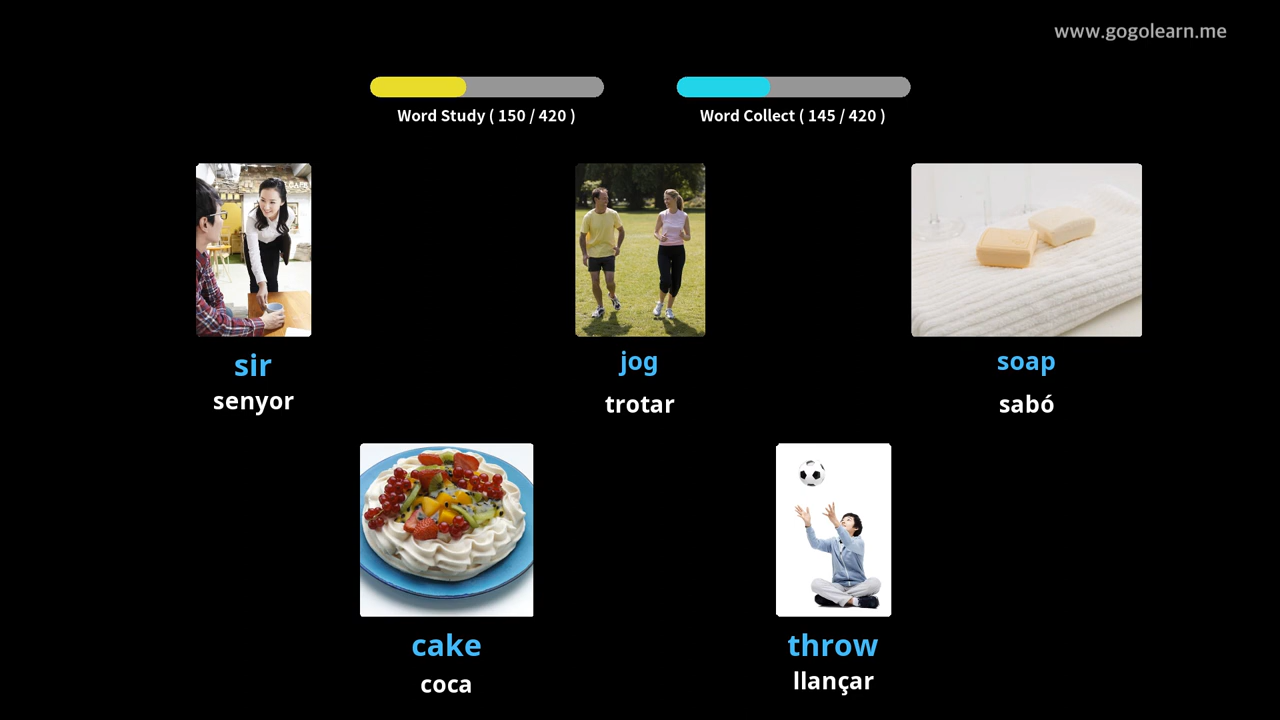 www.gogolearn.me
Word Study ( 150 / 420 )
Word Collect ( 145 / 420 )
sir
senyor
jog
trotar
soap
sabó
cake
coca
throw
llançar